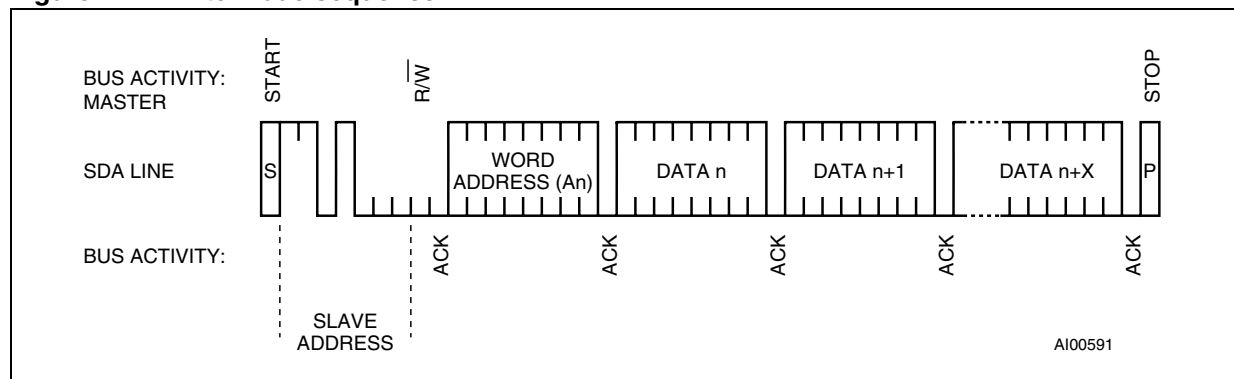 BUS ACTIVITY:
MASTER
START
R/W
STOP
SDA LINE
S
WORD
ADDRESS (An)
DATA n
DATA n+1
DATA n+X
P
BUS ACTIVITY:
ACK
ACK
ACK
ACK
ACK
SLAVE
ADDRESS
AI00591